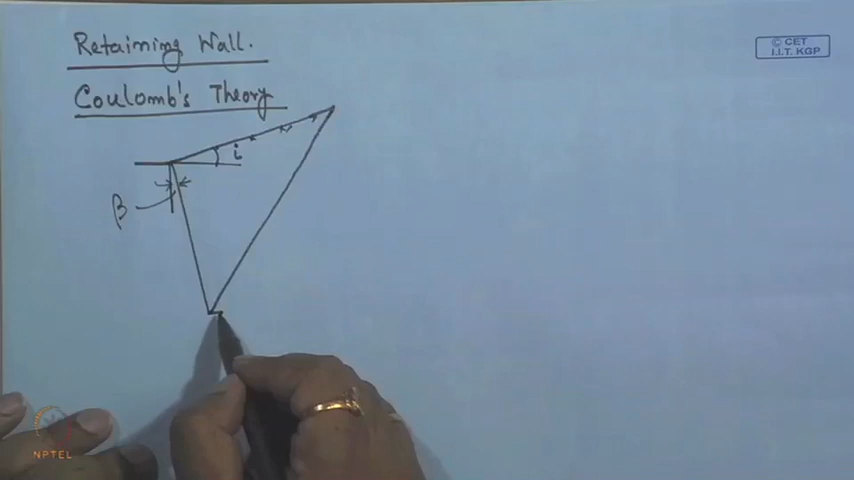 Retaining Wall.
© CET
I.I.T. KGP
Coulomb's Theory
i
β
NPTEL